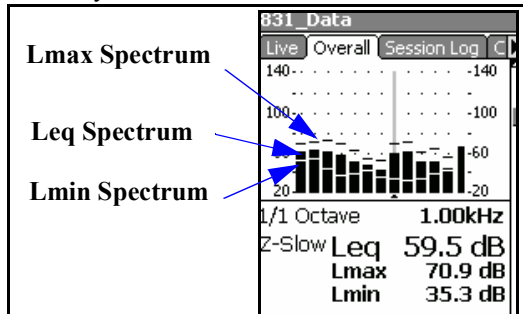 831_Data
Live Overall Session Log C
Lmax Spectrum
Leq Spectrum
Lmin Spectrum
140 140
100 100
60 60
20 20
1/1 Octave 1.00kHz
Z-Slow Leq 59.5 dB
Lmax 70.9 dB
Lmin 35.3 dB